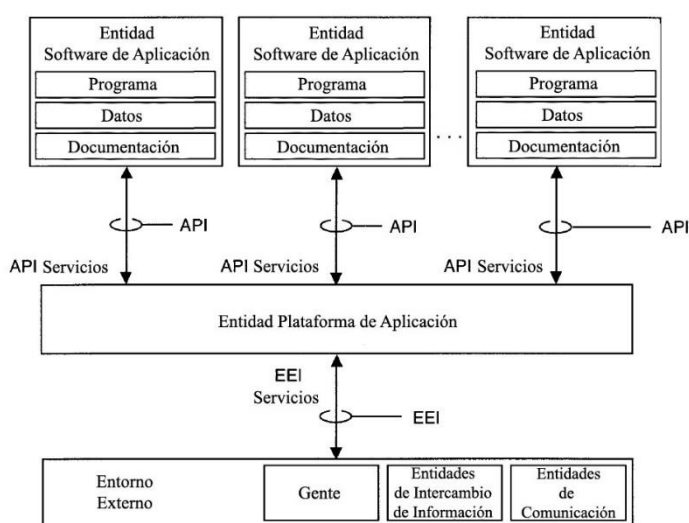 Entidad
Software de Aplicación
Programa
Datos
Documentación
Entidad
Software de Aplicación
Programa
Datos
Documentación
. . .
Entidad
Software de Aplicación
Programa
Datos
Documentación
API
API
API
API Servicios
API Servicios
API Servicios
Entidad Plataforma de Aplicación
EEI
Servicios
EEI
Entorno
Externo
Gente
Entidades
de Intercambio
de Información
Entidades
de
Comunicación